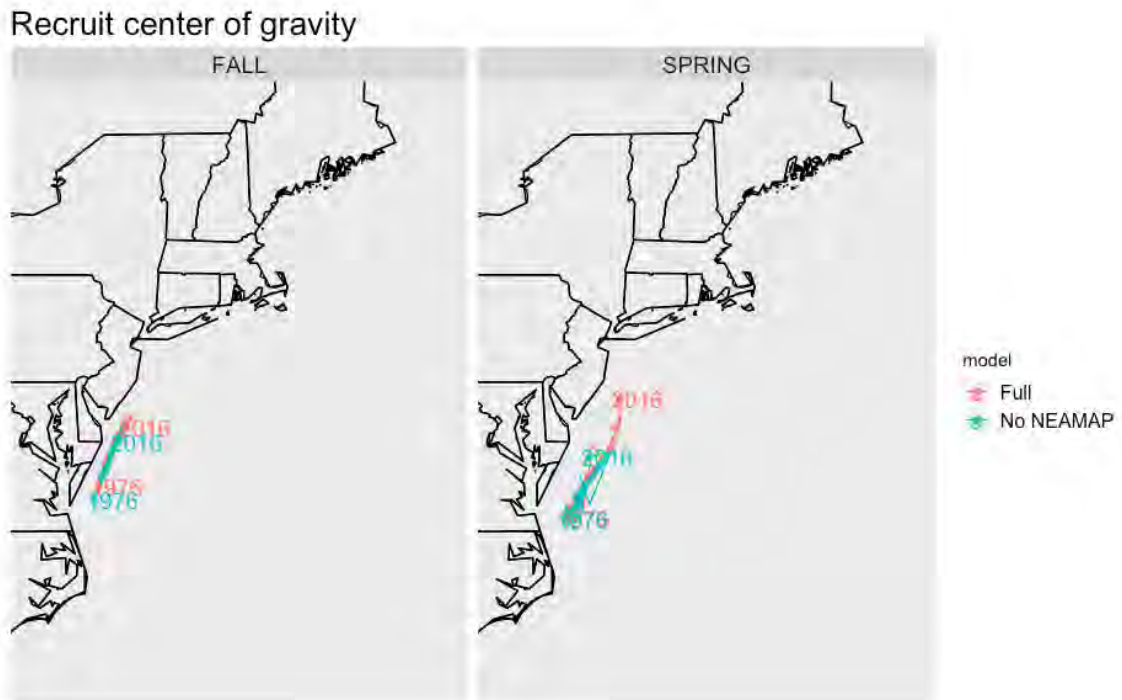 Recruit center of gravity
FALL
SPRING
2016
2016
1976
1976
2016
2016
1976
model
Full
No NEAMAP